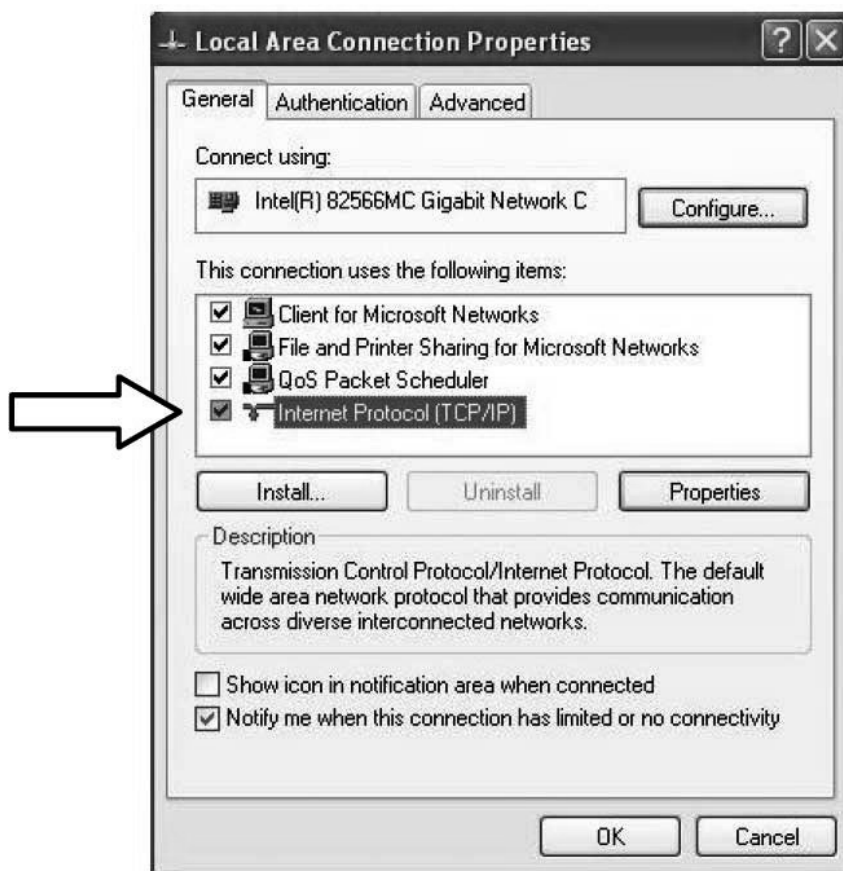 Local Area Connection Properties
General
Authentication
Advanced
Connect using:
Intel(R) 82566MC Gigabit Network C
Configure...
This connection uses the following items:
Client for Microsoft Networks
File and Printer Sharing for Microsoft Networks
QoS Packet Scheduler
Internet Protocol (TCP/IP)
Install...
Uninstall
Properties
Description
Transmission Control Protocol/Internet Protocol. The default
wide area network protocol that provides communication
across diverse interconnected networks.
Show icon in notification area when connected
Notify me when this connection has limited or no connectivity
OK
Cancel